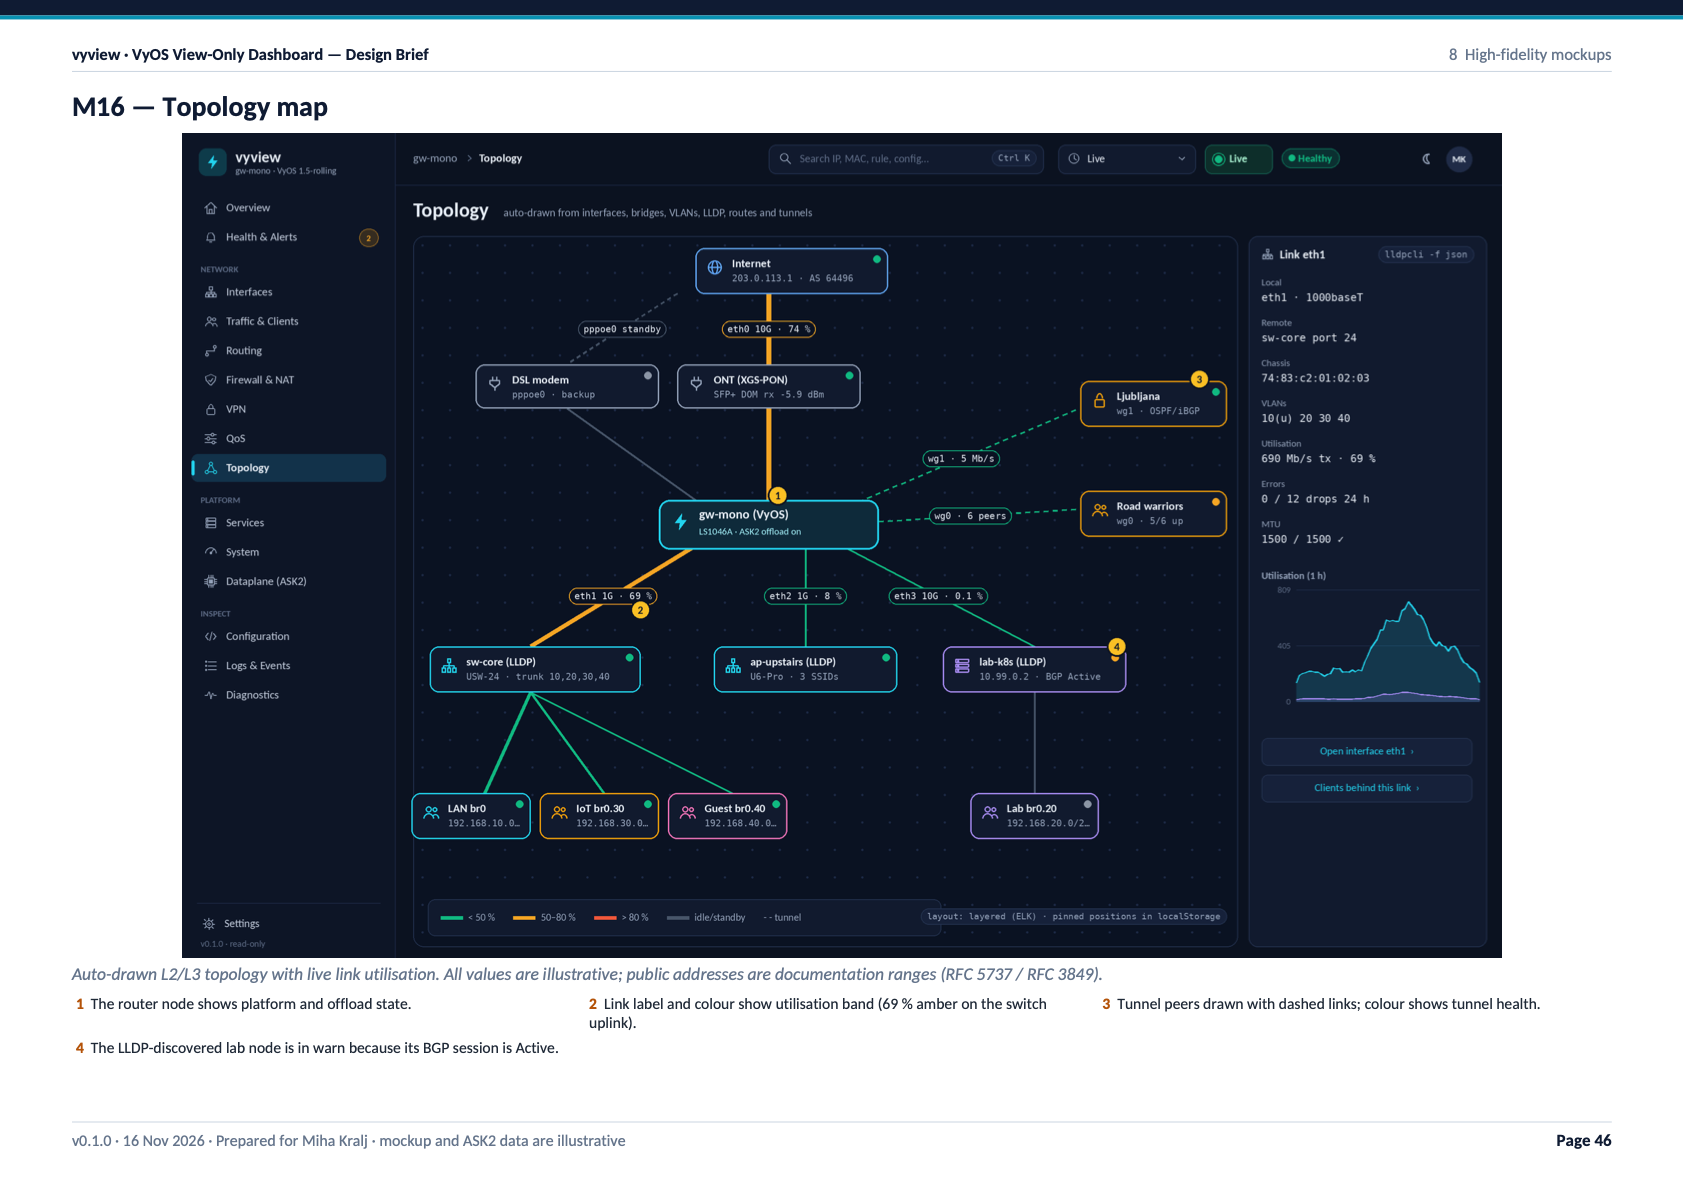 vyview · VyOS View-Only Dashboard — Design Brief
8 High-fidelity mockups
M16 — Topology map
vyview
gw-mono · VyOS 1.5-rolling
gw-mono > Topology
Search IP, MAC, rule, config...
Ctrl K
Live
Live
Healthy
MK
Overview
Health & Alerts
2
NETWORK
Interfaces
Traffic & Clients
Routing
Firewall & NAT
VPN
QoS
Topology
PLATFORM
Services
System
Dataplane (ASK2)
INSPECT
Configuration
Logs & Events
Diagnostics
Settings
v0.1.0 · read-only
Topology
auto-drawn from interfaces, bridges, VLANs, LLDP, routes and tunnels
Internet
203.0.113.1 · AS 64496
pppoe0 standby
eth0 10G · 74 %
DSL modem
pppoe0 · backup
ONT (XGS-PON)
SFP+ DOM rx -5.9 dBm
3
Ljubljana
wg1 · OSPF/iBGP
wg1 · 5 Mb/s
1
gw-mono (VyOS)
LS1046A · ASK2 offload on
wg0 · 6 peers
Road warriors
wg0 · 5/6 up
eth1 1G · 69 %
2
eth2 1G · 8 %
eth3 10G · 0.1 %
sw-core (LLDP)
USW-24 · trunk 10,20,30,40
ap-upstairs (LLDP)
U6-Pro · 3 SSIDs
4
lab-k8s (LLDP)
10.99.0.2 · BGP Active
LAN br0
192.168.10.0…
IoT br0.30
192.168.30.0…
Guest br0.40
192.168.40.0…
Lab br0.20
192.168.20.0/2…
< 50 %
50–80 %
> 80 %
idle/standby
- - tunnel
layout: layered (ELK) · pinned positions in localStorage
Link eth1
lldpcli -f json
Local
eth1 · 1000baseT
Remote
sw-core port 24
Chassis
74:83:c2:01:02:03
VLANs
10(u) 20 30 40
Utilisation
690 Mb/s tx · 69 %
Errors
0 / 12 drops 24 h
MTU
1500 / 1500 ✓
Utilisation (1 h)
809
405
0
Open interface eth1 ›
Clients behind this link ›
Auto-drawn L2/L3 topology with live link utilisation. All values are illustrative; public addresses are documentation ranges (RFC 5737 / RFC 3849).
1 The router node shows platform and offload state.
2 Link label and colour show utilisation band (69 % amber on the switch
uplink).
3 Tunnel peers drawn with dashed links; colour shows tunnel health.
4 The LLDP-discovered lab node is in warn because its BGP session is Active.
v0.1.0 · 16 Nov 2026 · Prepared for Miha Kralj · mockup and ASK2 data are illustrative
Page 46